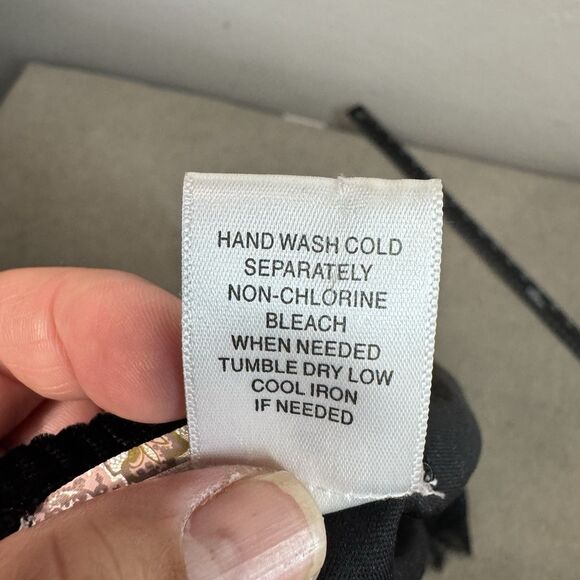 HAND WASH COLD
SEPARATELY
NON-CHLORINE
BLEACH
WHEN NEEDED
TUMBLE DRY LOW
COOL IRON
IF NEEDED